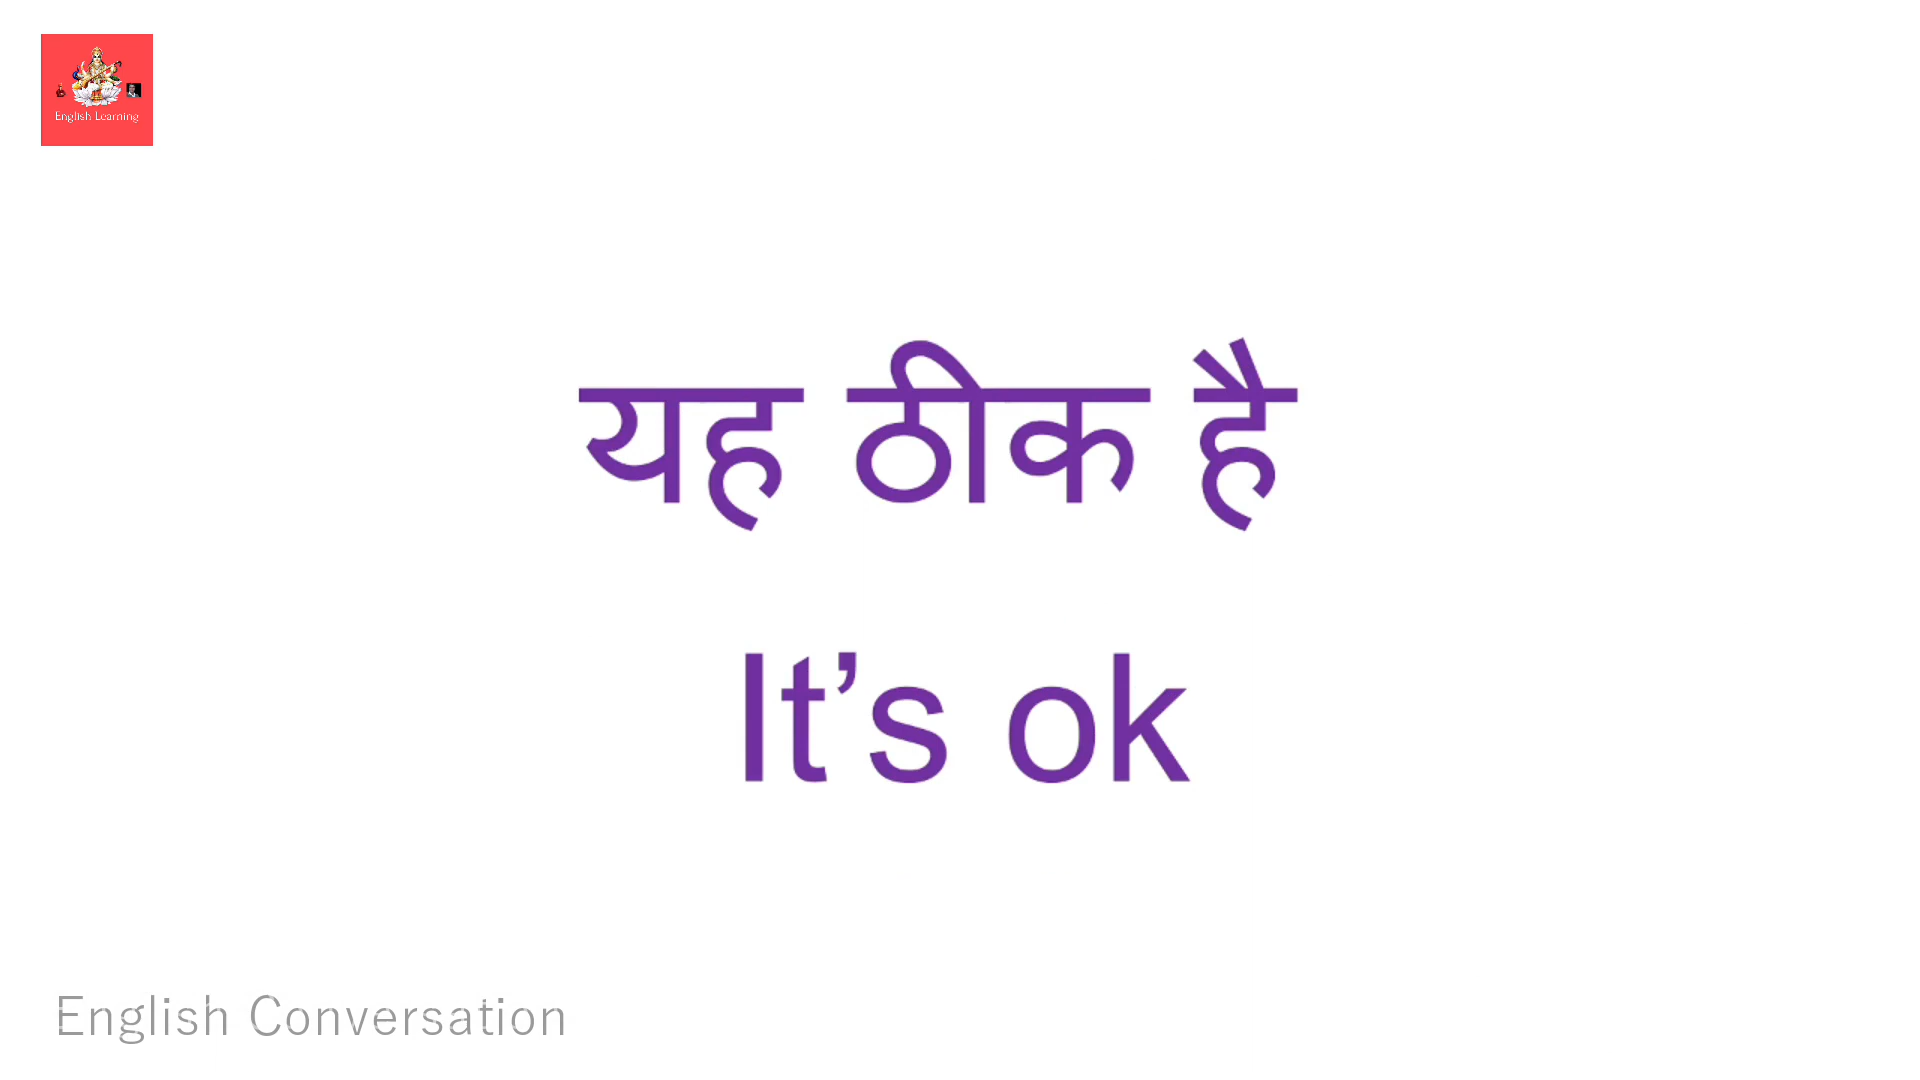 English Learning
यह ठीक है
It’s ok
English Conversation